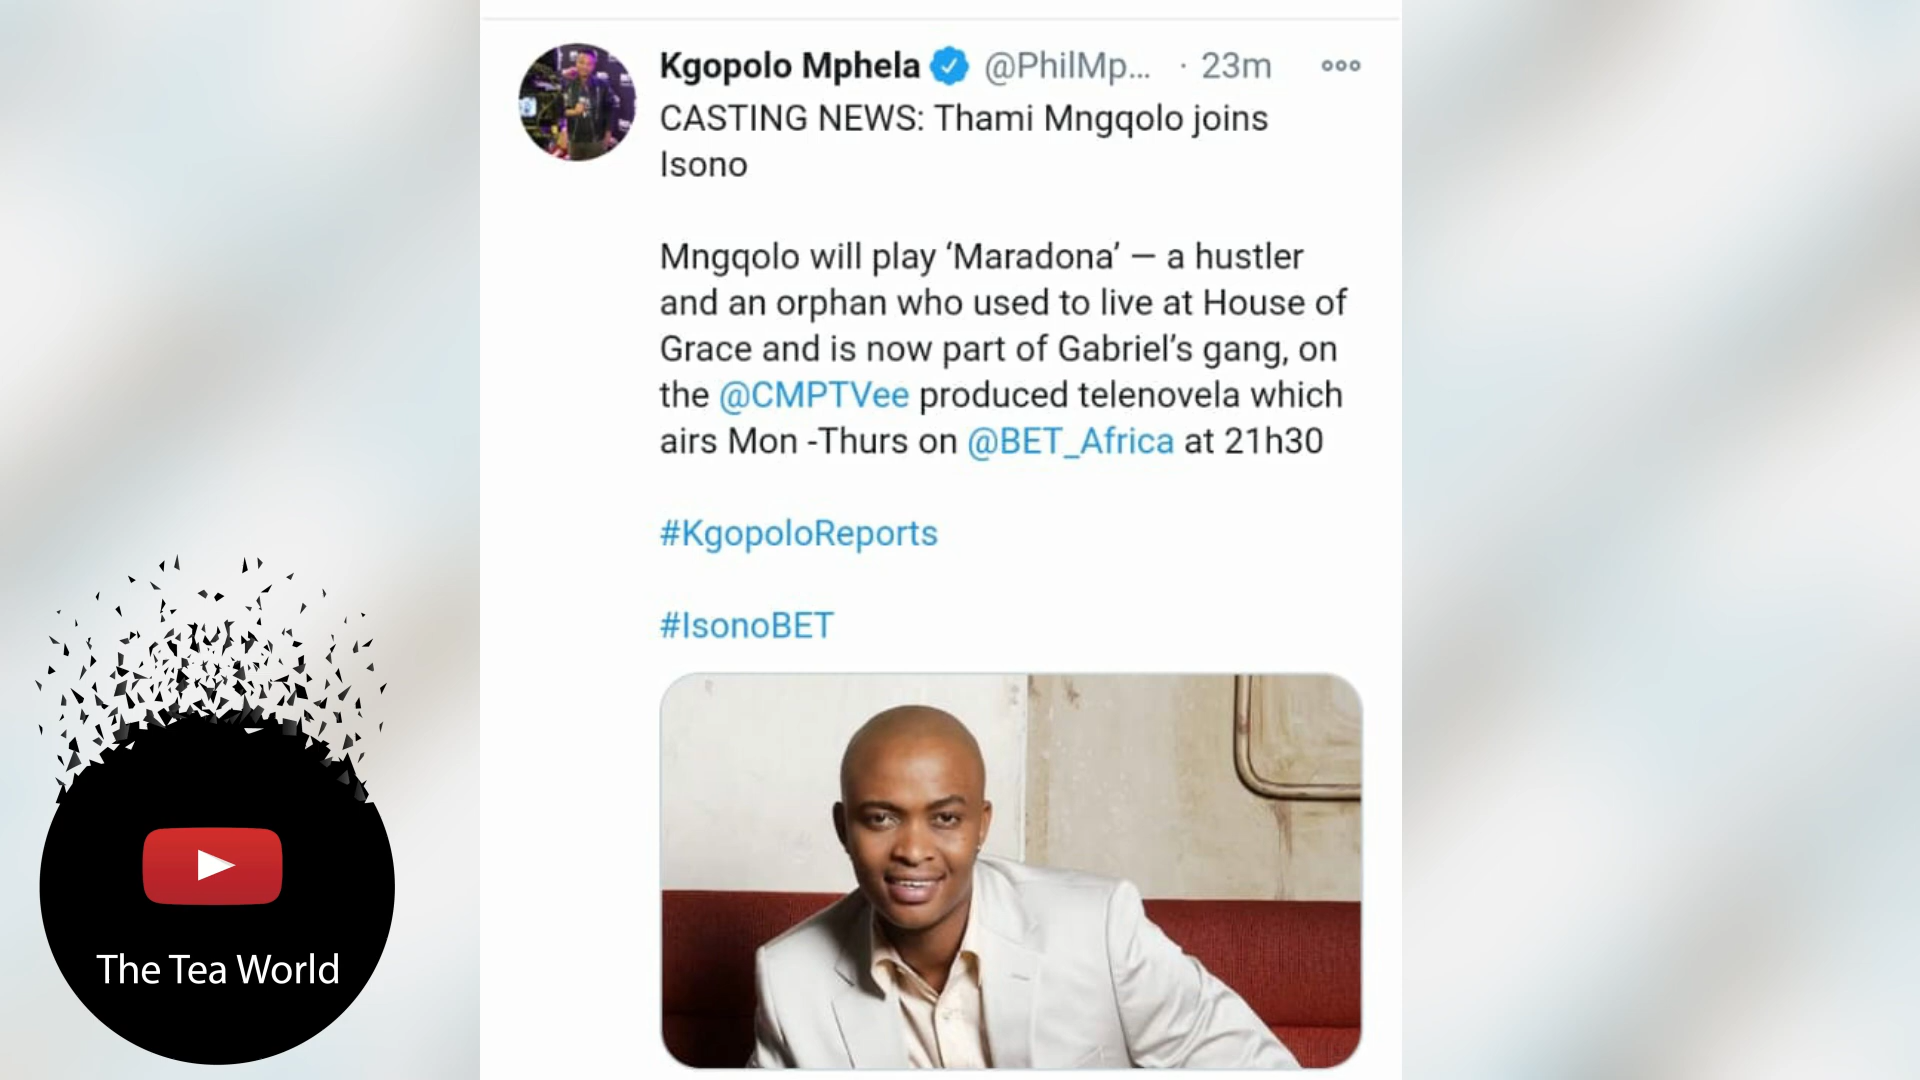 Kgopolo Mphela @PhilMp... · 23m
CASTING NEWS: Thami Mngqolo joins
Isono
Mngqolo will play ‘Maradona’ — a hustler
and an orphan who used to live at House of
Grace and is now part of Gabriel’s gang, on
the @CMPTVee produced telenovela which
airs Mon -Thurs on @BET_Africa at 21h30
#KgopoloReports
#IsonoBET
The Tea World